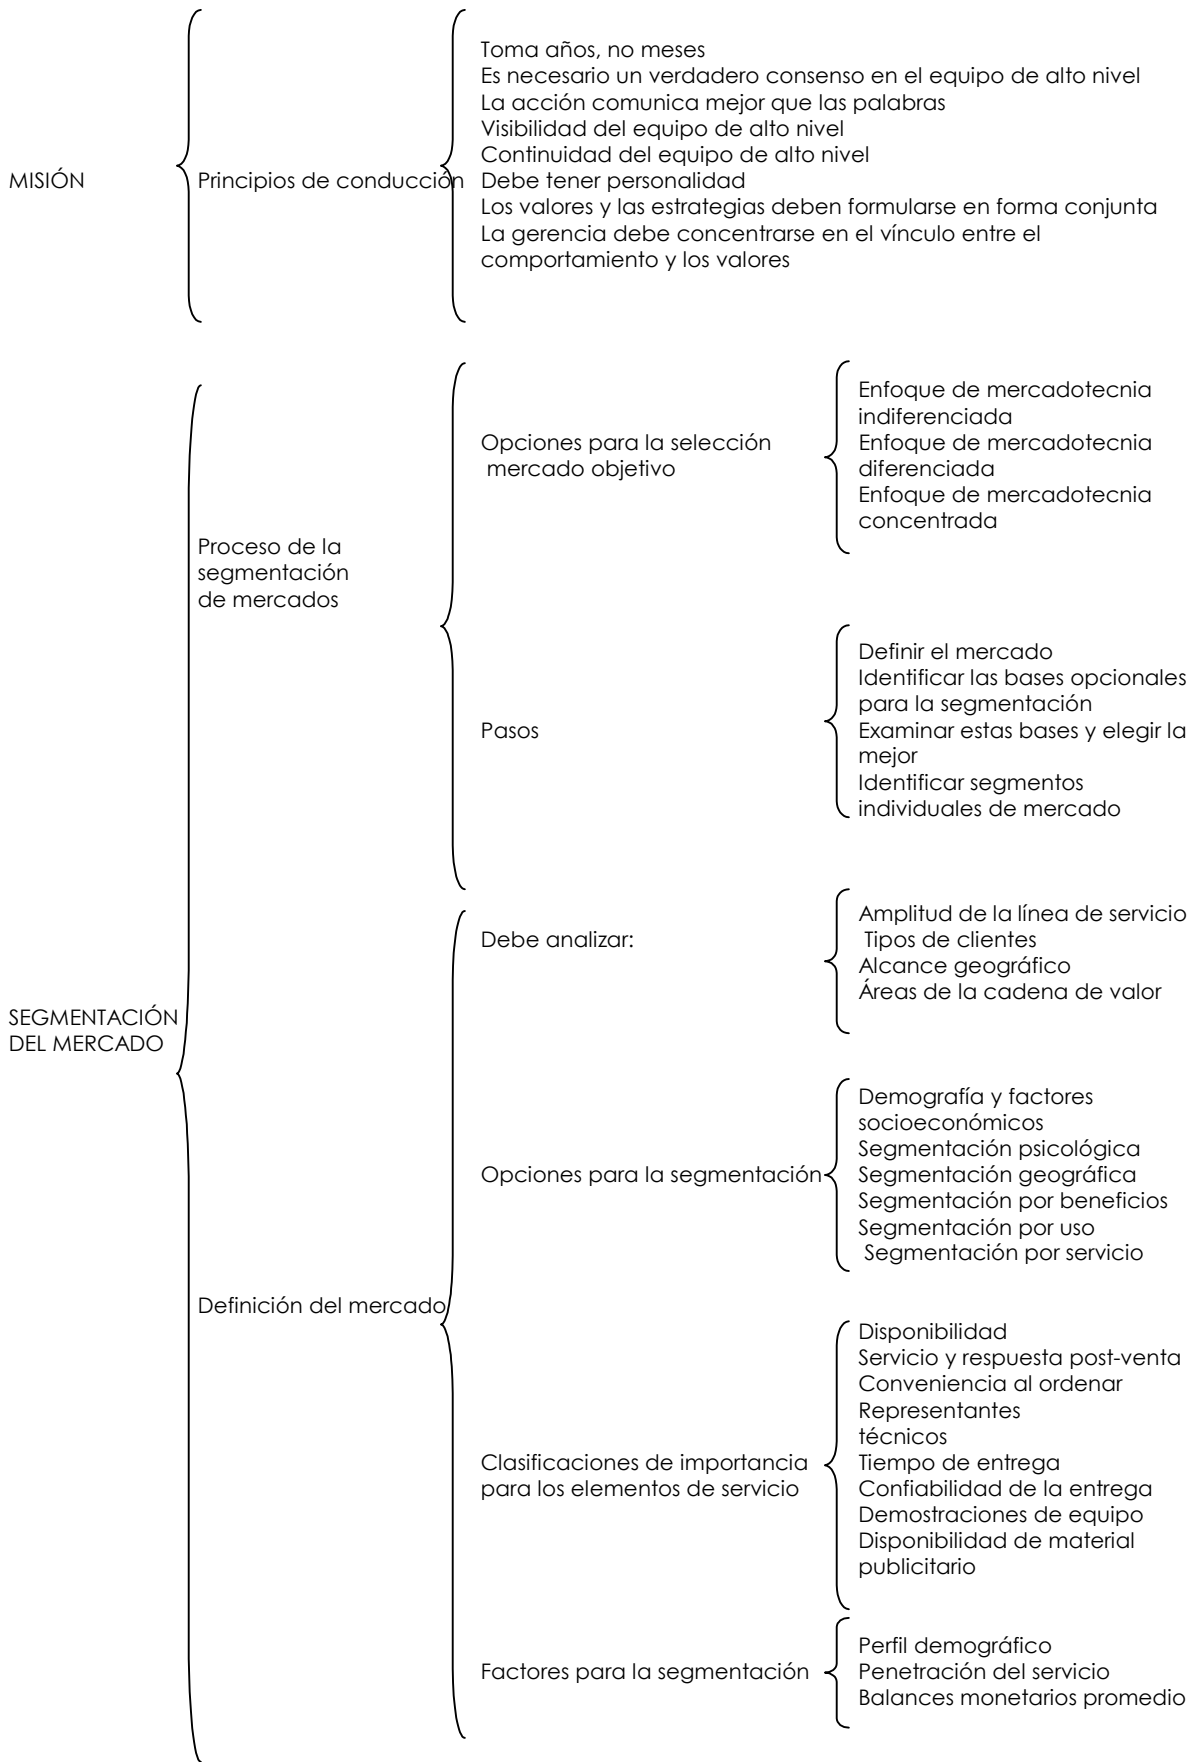 Toma años, no meses
Es necesario un verdadero consenso en el equipo de alto nivel
La acción comunica mejor que las palabras
Visibilidad del equipo de alto nivel
Continuidad del equipo de alto nivel
MISIÓN
Principios de conducción
Debe tener personalidad
Los valores y las estrategias deben formularse en forma conjunta
La gerencia debe concentrarse en el vínculo entre el
comportamiento y los valores
Enfoque de mercadotecnia
indiferenciada
Opciones para la selección
mercado objetivo
Enfoque de mercadotecnia
diferenciada
Enfoque de mercadotecnia
concentrada
Proceso de la
segmentación
de mercados
Definir el mercado
Identificar las bases opcionales
para la segmentación
Pasos
Examinar estas bases y elegir la
mejor
Identificar segmentos
individuales de mercado
Debe analizar:
Amplitud de la línea de servicio
Tipos de clientes
Alcance geográfico
Áreas de la cadena de valor
SEGMENTACIÓN
DEL MERCADO
Demografía y factores
socioeconómicos
Segmentación psicológica
Opciones para la segmentación
Segmentación geográfica
Segmentación por beneficios
Segmentación por uso
Segmentación por servicio
Definición del mercado
Disponibilidad
Servicio y respuesta post-venta
Conveniencia al ordenar
Representantes
técnicos
Clasificaciones de importancia
para los elementos de servicio
Tiempo de entrega
Confiabilidad de la entrega
Demostraciones de equipo
Disponibilidad de material
publicitario
Factores para la segmentación
Perfil demográfico
Penetración del servicio
Balances monetarios promedio